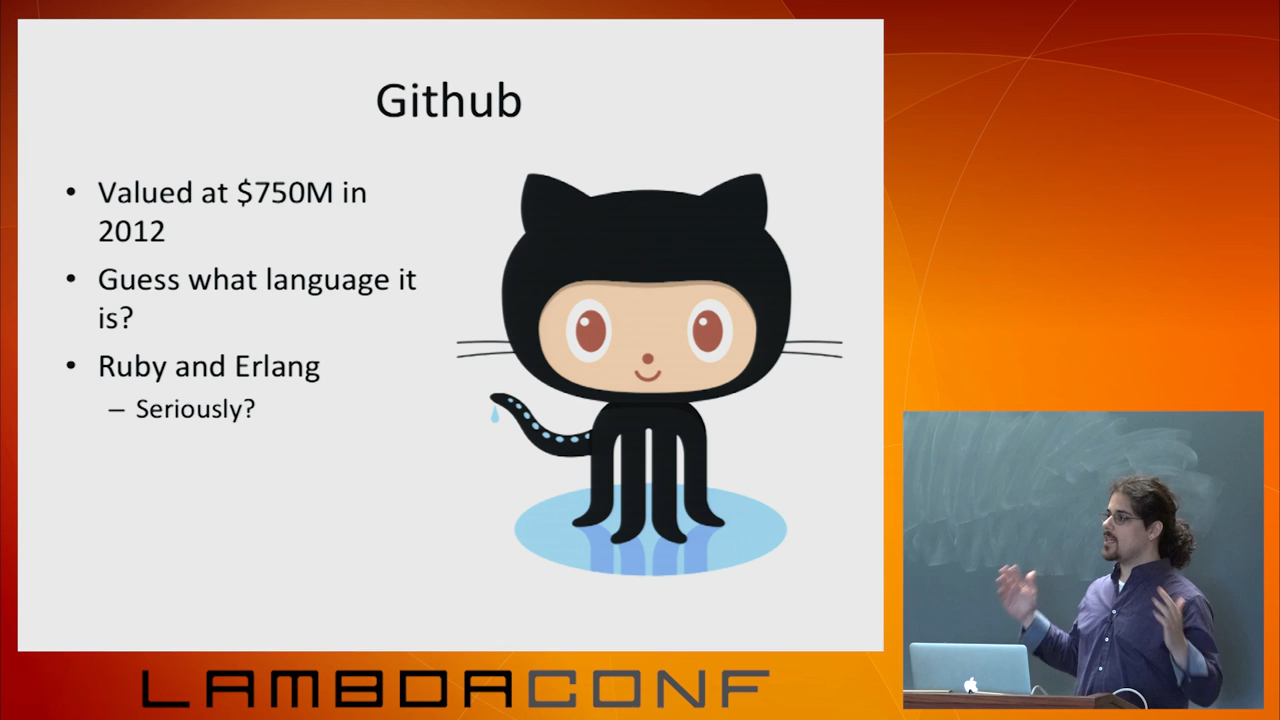 Github
• Valued at $750M in
2012
• Guess what language it
is?
• Ruby and Erlang
– Seriously?
LAMBDACONF